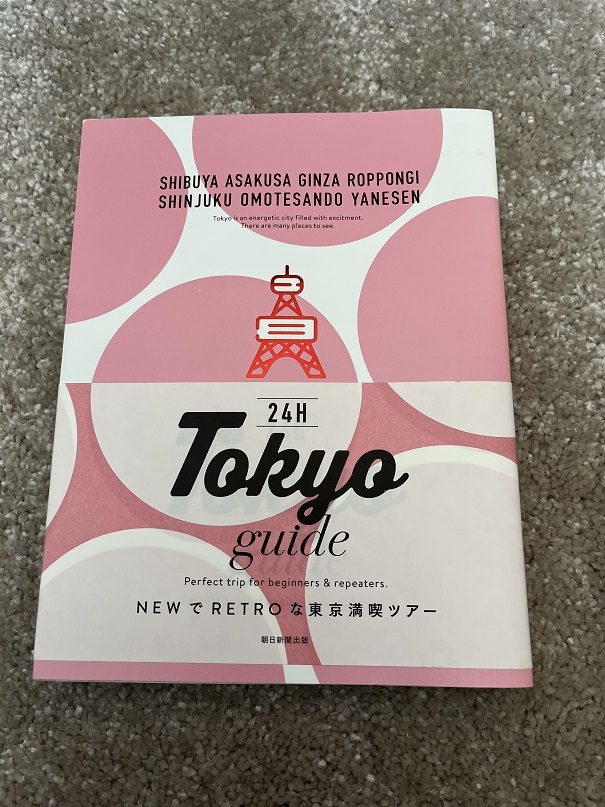 SHIBUYA ASAKUSA GINZA ROPPONGI
SHINJUKU OMOTESANDO YANESEN
Tokyo is an energetic city filled with excitment.
There are many places to see.
24H
Tokyo
guide
Perfect trip for beginners & repeaters.
NEWでRETROな東京満喫ツアー
朝日新聞出版